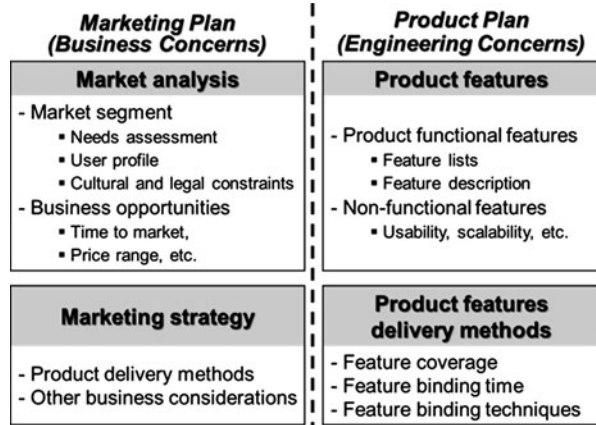 Marketing Plan
(Business Concerns)
Market analysis
- Market segment
▪ Needs assessment
▪ User profile
▪ Cultural and legal constraints
- Business opportunities
▪ Time to market,
▪ Price range, etc.
Marketing strategy
- Product delivery methods
- Other business considerations
Product Plan
(Engineering Concerns)
Product features
- Product functional features
▪ Feature lists
▪ Feature description
- Non-functional features
▪ Usability, scalability, etc.
Product features
delivery methods
- Feature coverage
- Feature binding time
- Feature binding techniques